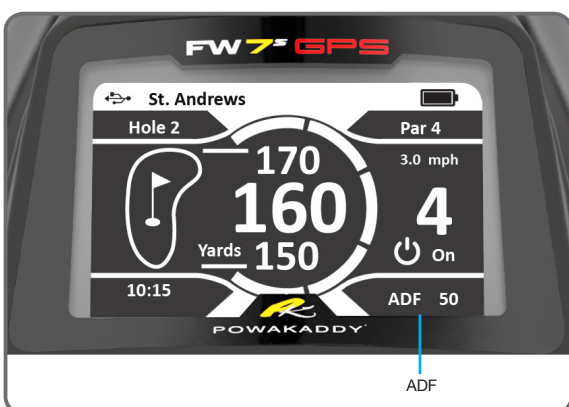 FW7s GPS
St. Andrews
Hole 2
Par 4
170
3.0 mph
160
4
Yards 150
On
10:15
ADF 50
POWAKADDY
ADF